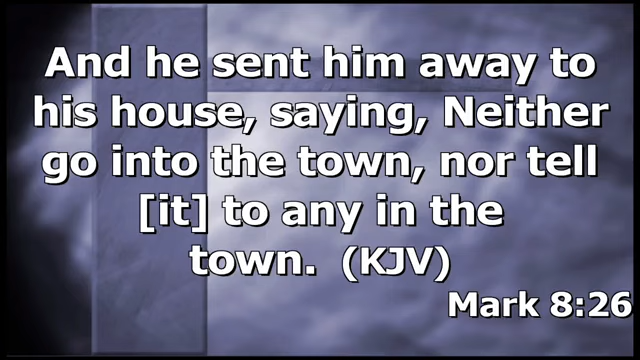 And he sent him away to
his house, saying, Neither
go into the town, nor tell
[it] to any in the
town.  (KJV)
Mark 8:26